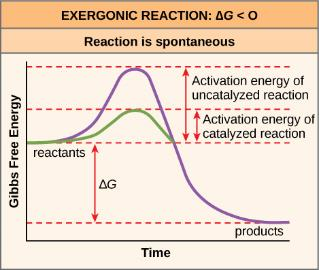 EXERGONIC REACTION: ΔG < O
Reaction is spontaneous
Gibbs Free Energy
Activation energy of
uncatalyzed reaction
Activation energy of
catalyzed reaction
reactants
ΔG
products
Time